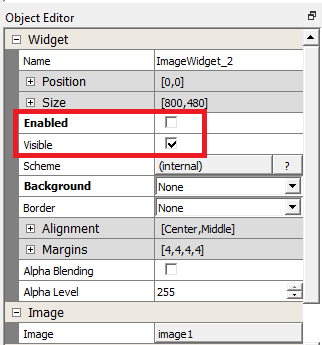 Object Editor
Widget
Name ImageWidget_2
Position [0,0]
Size [800,480]
Enabled
Visible
Scheme (internal) ?
Background None
Border None
Alignment [Center,Middle]
Margins [4,4,4,4]
Alpha Blending
Alpha Level 255
Image
Image image1